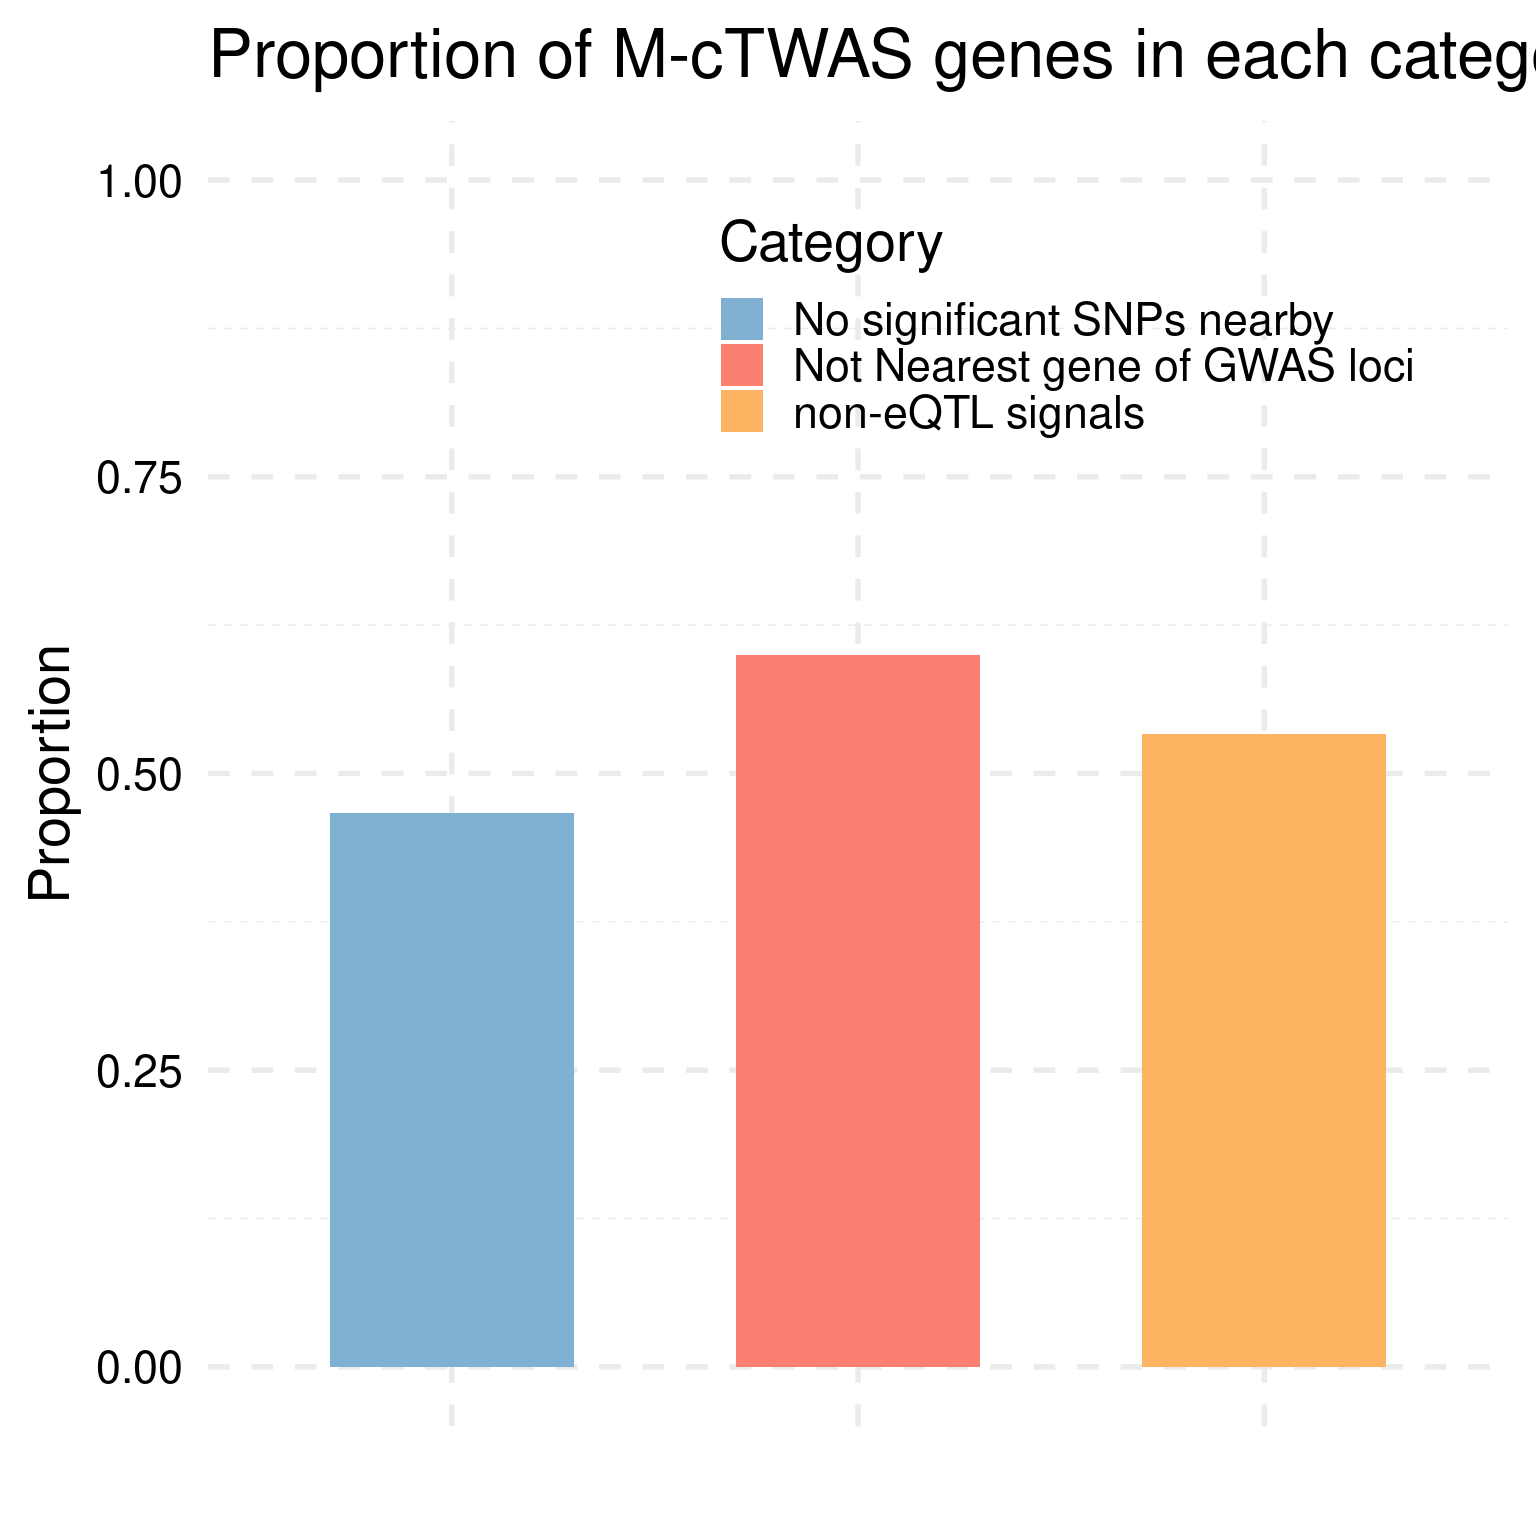 Proportion of M-cTWAS genes in each catego
1.00
Category
No significant SNPs nearby
Not Nearest gene of GWAS loci
non-eQTL signals
0.75
Proportion
0.50
0.25
0.00